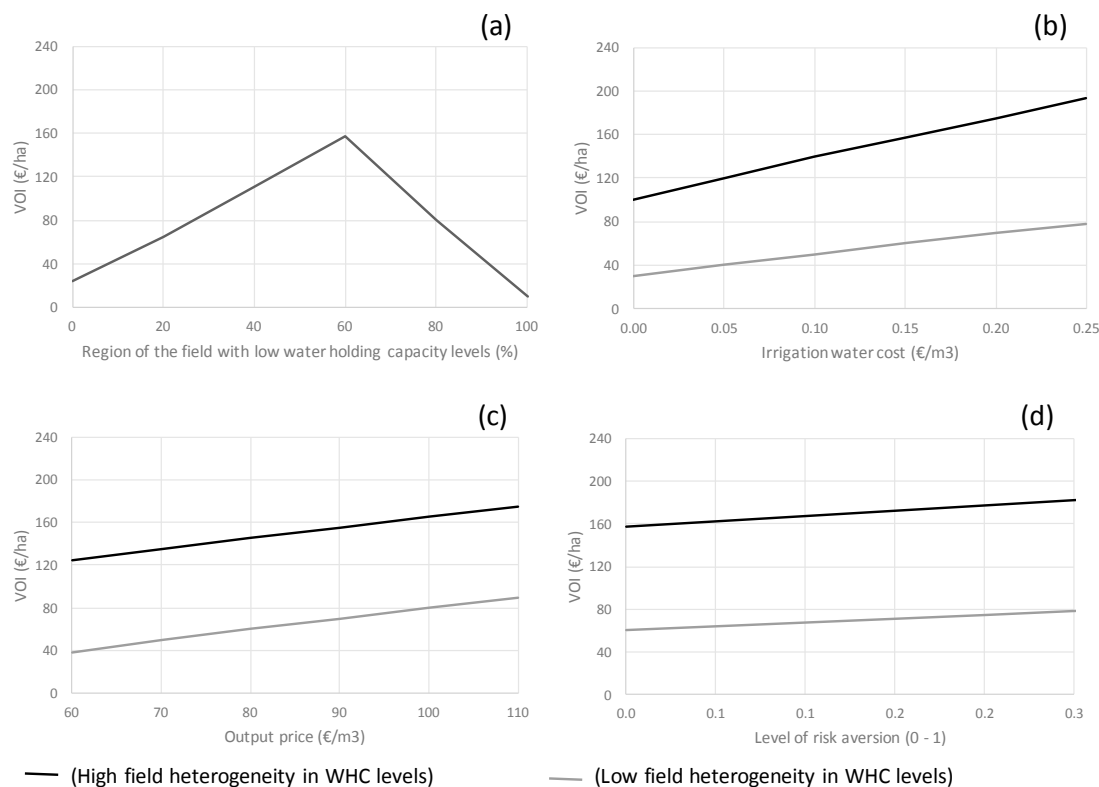 (a)
240
200
160
120
80
40
0
VOI (€/ha)
0 20 40 60 80 100
Region of the field with low water holding capacity levels (%)
(b)
240
200
160
120
80
40
0
VOI (€/ha)
0.00 0.05 0.10 0.15 0.20 0.25
Irrigation water cost (€/m3)
(c)
240
200
160
120
80
40
0
VOI (€/ha)
60 70 80 90 100 110
Output price (€/m3)
(d)
240
200
160
120
80
40
0
VOI (€/ha)
0.0 0.1 0.1 0.2 0.2 0.3
Level of risk aversion (0 - 1)
(High field heterogeneity in WHC levels)
(Low field heterogeneity in WHC levels)